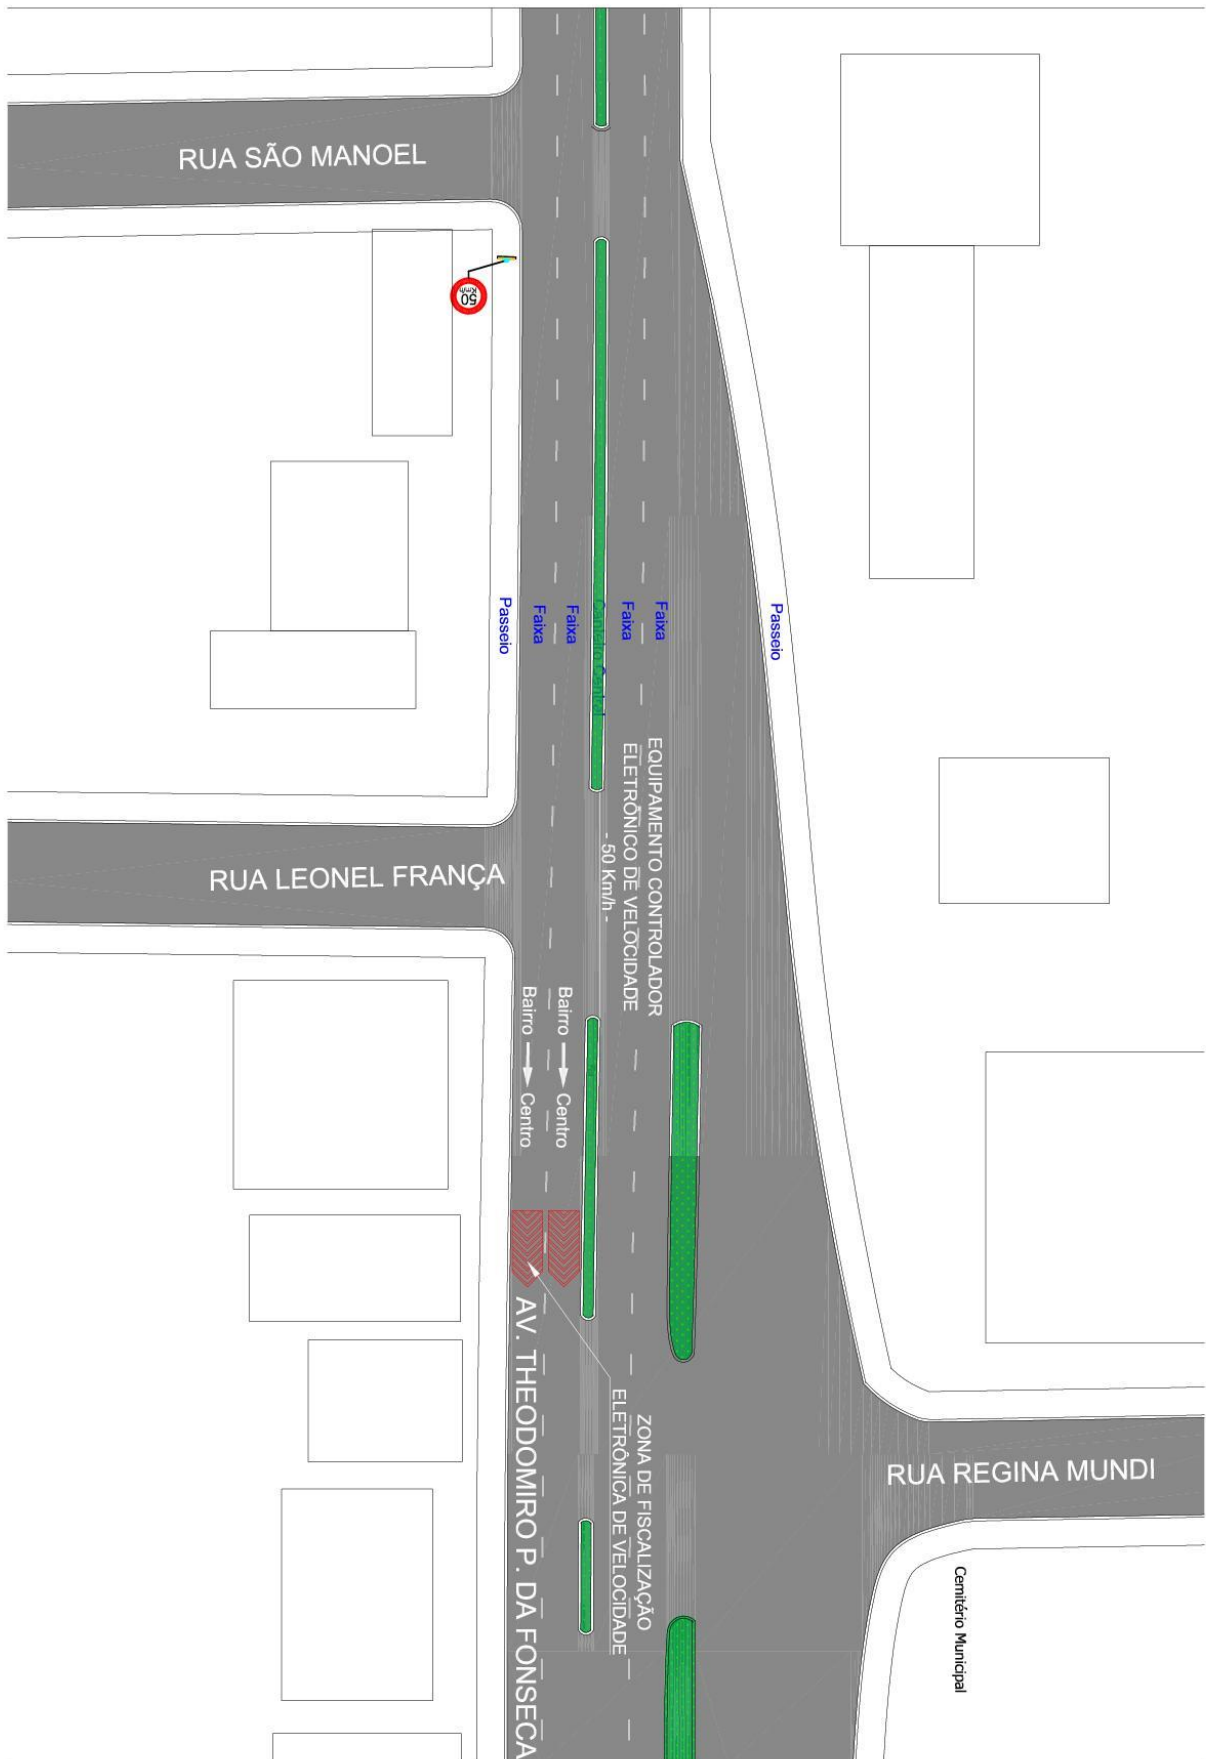 RUA SÃO MANOEL
50
Km/h
Passeio
Faixa
Faixa
Canteiro Central
Faixa
Faixa
Passeio
EQUIPAMENTO CONTROLADOR
ELETRÔNICO DE VELOCIDADE
- 50 Km/h -
RUA LEONEL FRANÇA
Bairro Centro
Bairro Centro
AV. THEODOMIRO P. DA FONSECA
ZONA DE FISCALIZAÇÃO
ELETRÔNICA DE VELOCIDADE
RUA REGINA MUNDI
Cemitério Municipal